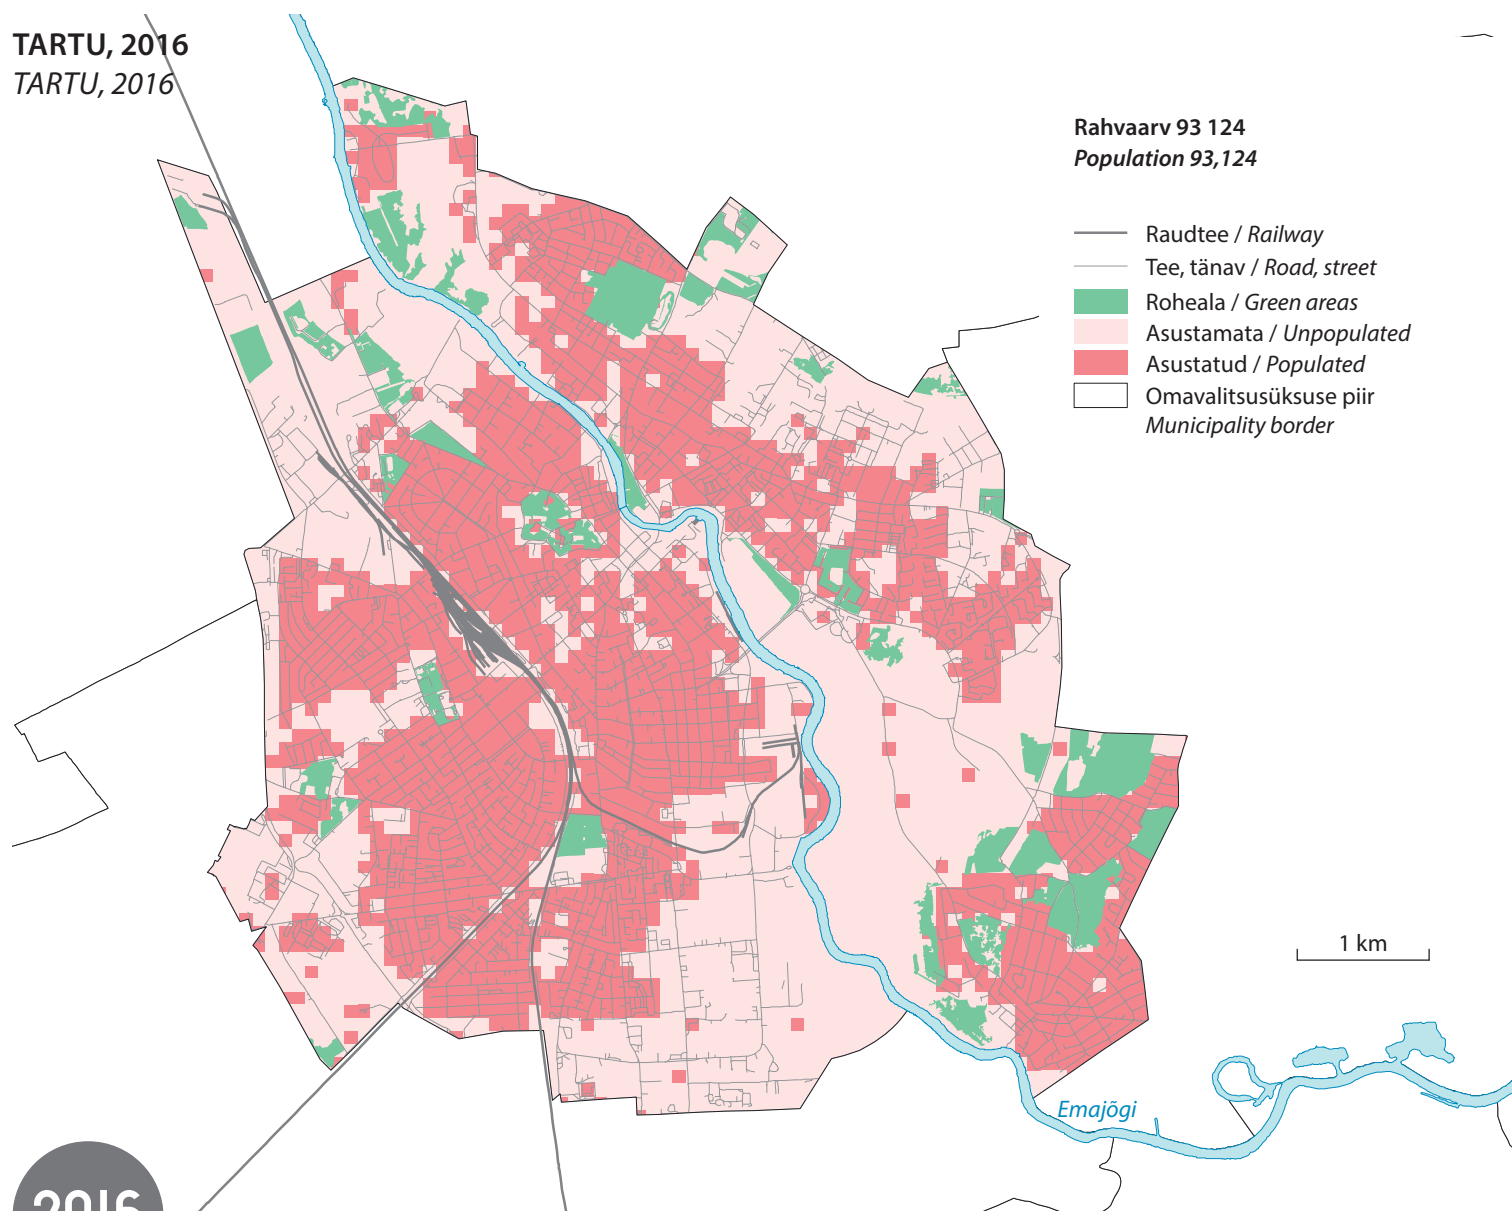 TARTU, 2016
TARTU, 2016
Rahvaarv 93 124
Population 93,124
Raudtee / Railway
Tee, tänav / Road, street
Roheala / Green areas
Asustamata / Unpopulated
Asustatud / Populated
Omavalitsusüksuse piir
Municipality border
1 km
Emajõgi
2016